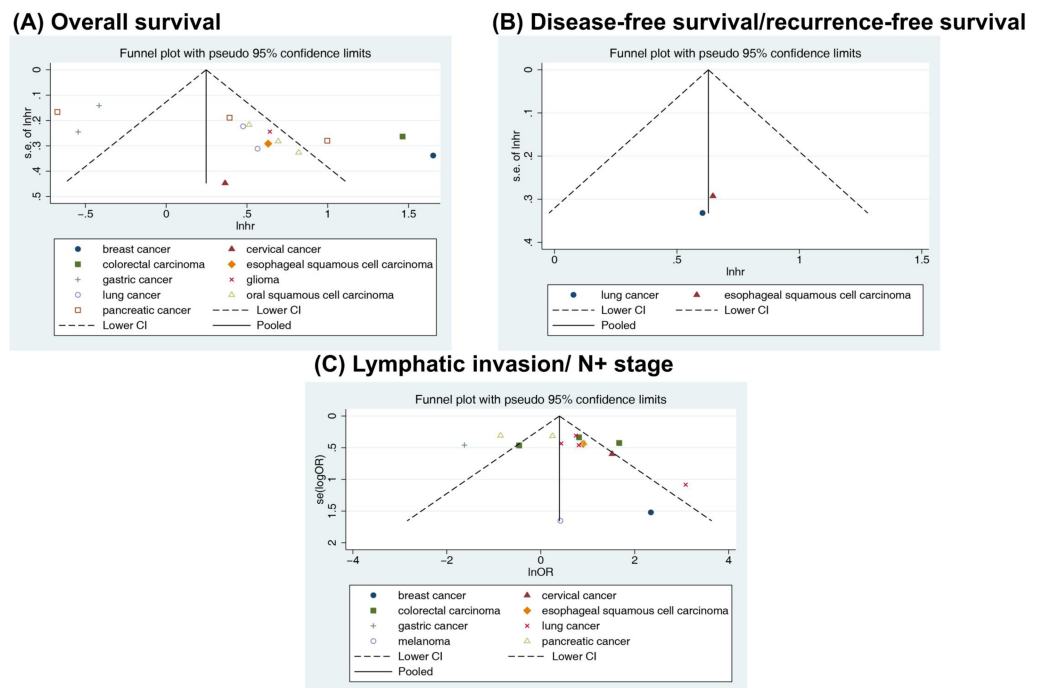 (A) Overall survival
Funnel plot with pseudo 95% confidence limits
s.e. of lnhr
0
.1
.2
.3
.4
.5
−.5
0
.5
1
1.5
lnhr
breast cancer
cervical cancer
colorectal carcinoma
esophageal squamous cell carcinoma
gastric cancer
glioma
lung cancer
oral squamous cell carcinoma
pancreatic cancer
Lower CI
Lower CI
Pooled
(B) Disease-free survival/recurrence-free survival
Funnel plot with pseudo 95% confidence limits
s.e. of lnhr
0
.1
.2
.3
.4
0
.5
1
1.5
lnhr
lung cancer
esophageal squamous cell carcinoma
Lower CI
Lower CI
Pooled
(C) Lymphatic invasion/ N+ stage
Funnel plot with pseudo 95% confidence limits
se(logOR)
0
.5
1
1.5
2
−4
−2
0
2
4
lnOR
breast cancer
cervical cancer
colorectal carcinoma
esophageal squamous cell carcinoma
gastric cancer
lung cancer
melanoma
pancreatic cancer
Lower CI
Lower CI
Pooled